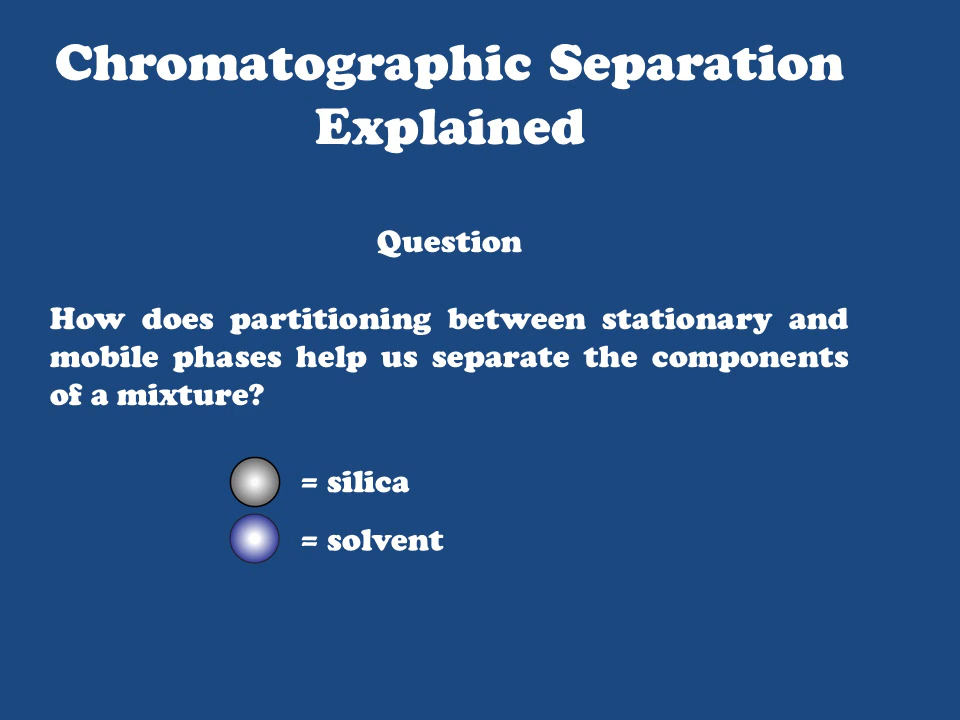 Chromatographic Separation
Explained
Question
How does partitioning between stationary and
mobile phases help us separate the components
of a mixture?
= silica
= solvent